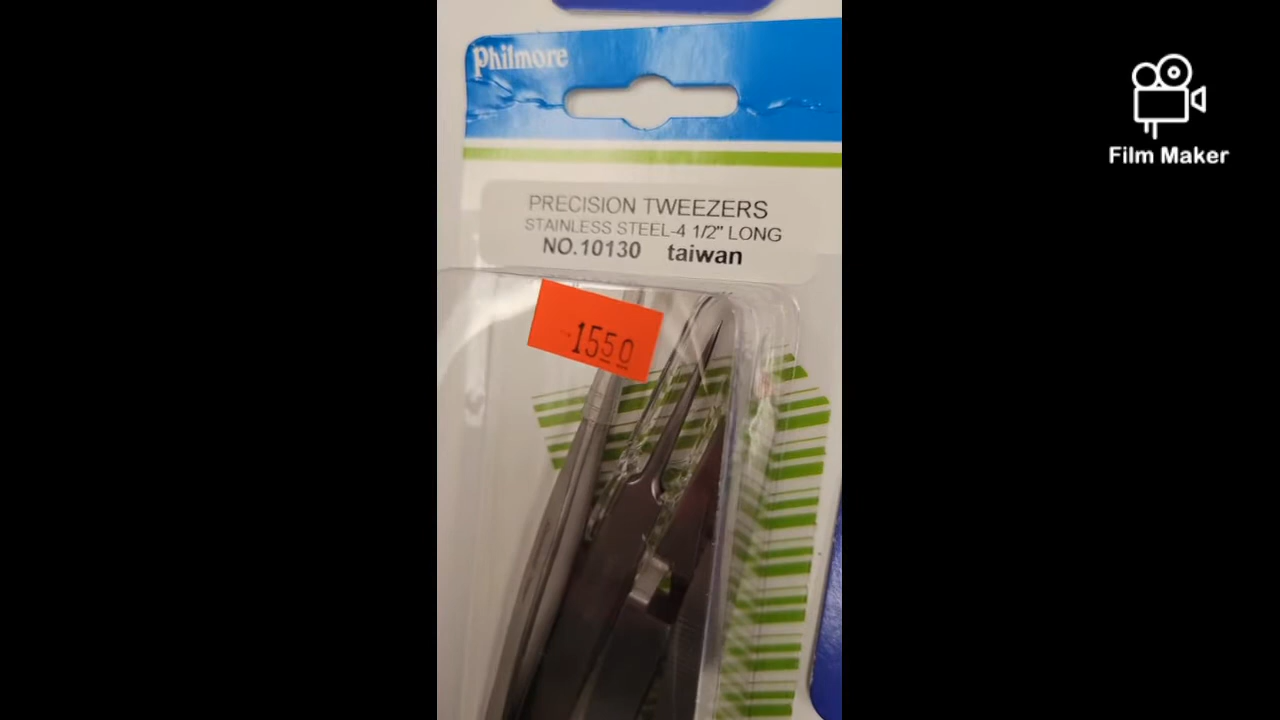 Philmore
PRECISION TWEEZERS
STAINLESS STEEL-4 1/2" LONG
NO.10130 taiwan
1550
Film Maker